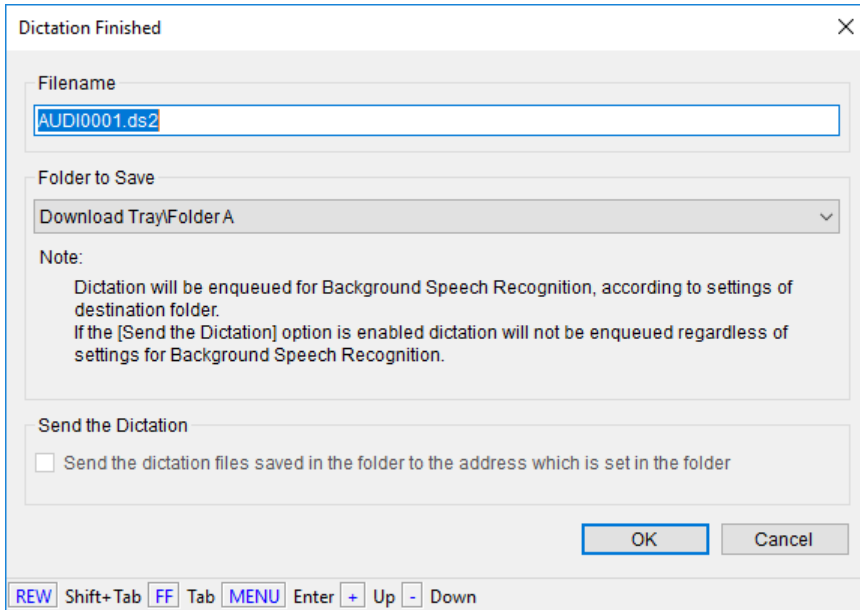 Dictation Finished
Filename
AUDI0001.ds2
Folder to Save
Download Tray\Folder A
Note:
Dictation will be enqueued for Background Speech Recognition, according to settings of
destination folder.
If the [Send the Dictation] option is enabled dictation will not be enqueued regardless of
settings for Background Speech Recognition.
Send the Dictation
Send the dictation files saved in the folder to the address which is set in the folder
OK Cancel
REW Shift+Tab FF Tab MENU Enter + Up - Down